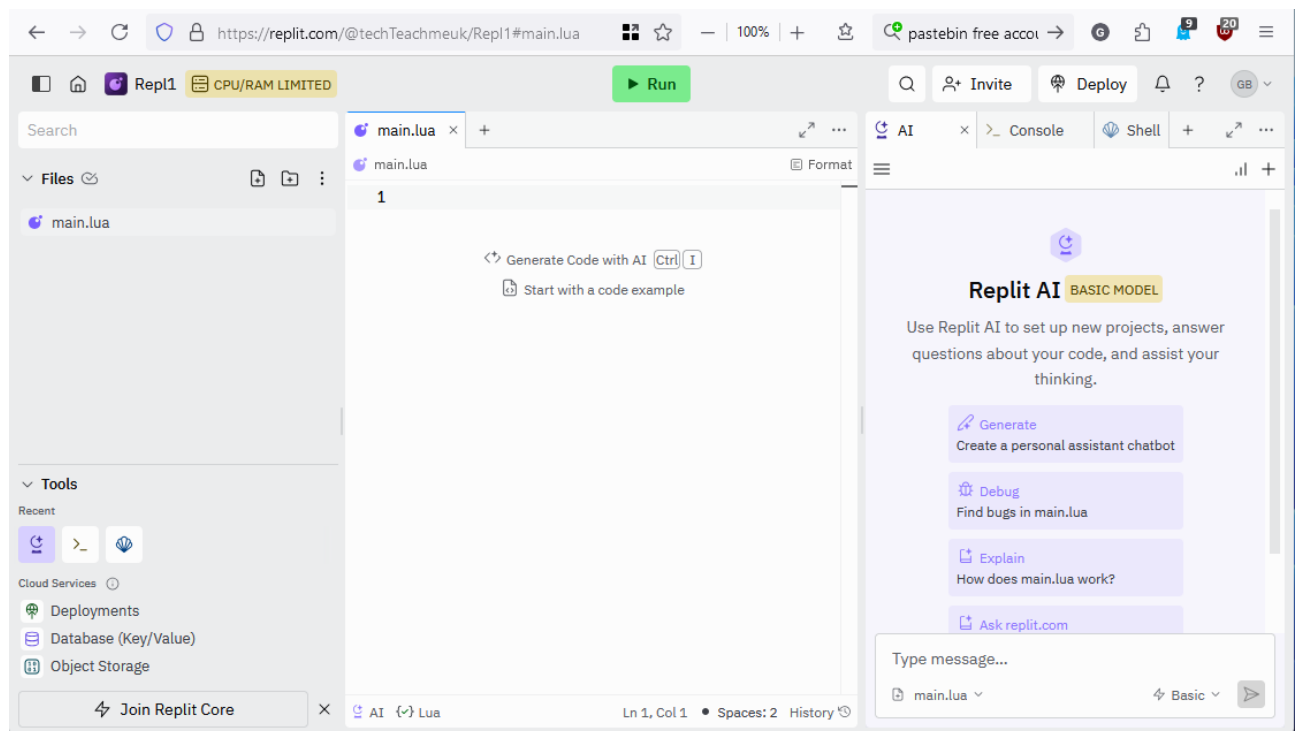 https://replit.com/@techTeachmeuk/Repl1#main.lua
100%
pastebin free accou
G
9
20
Repl1
CPU/RAM LIMITED
Run
Invite
Deploy
?
GB
Search
Files
main.lua
Tools
Recent
>_
Cloud Services
Deployments
Database (Key/Value)
Object Storage
Join Replit Core
main.lua
main.lua
Format
1
Generate Code with AI Ctrl I
Start with a code example
AI
Lua
Ln 1, Col 1
Spaces: 2
History
AI
>_ Console
Shell
Replit AI BASIC MODEL
Use Replit AI to set up new projects, answer
questions about your code, and assist your
thinking.
Generate
Create a personal assistant chatbot
Debug
Find bugs in main.lua
Explain
How does main.lua work?
Ask replit.com
Type message...
main.lua
Basic